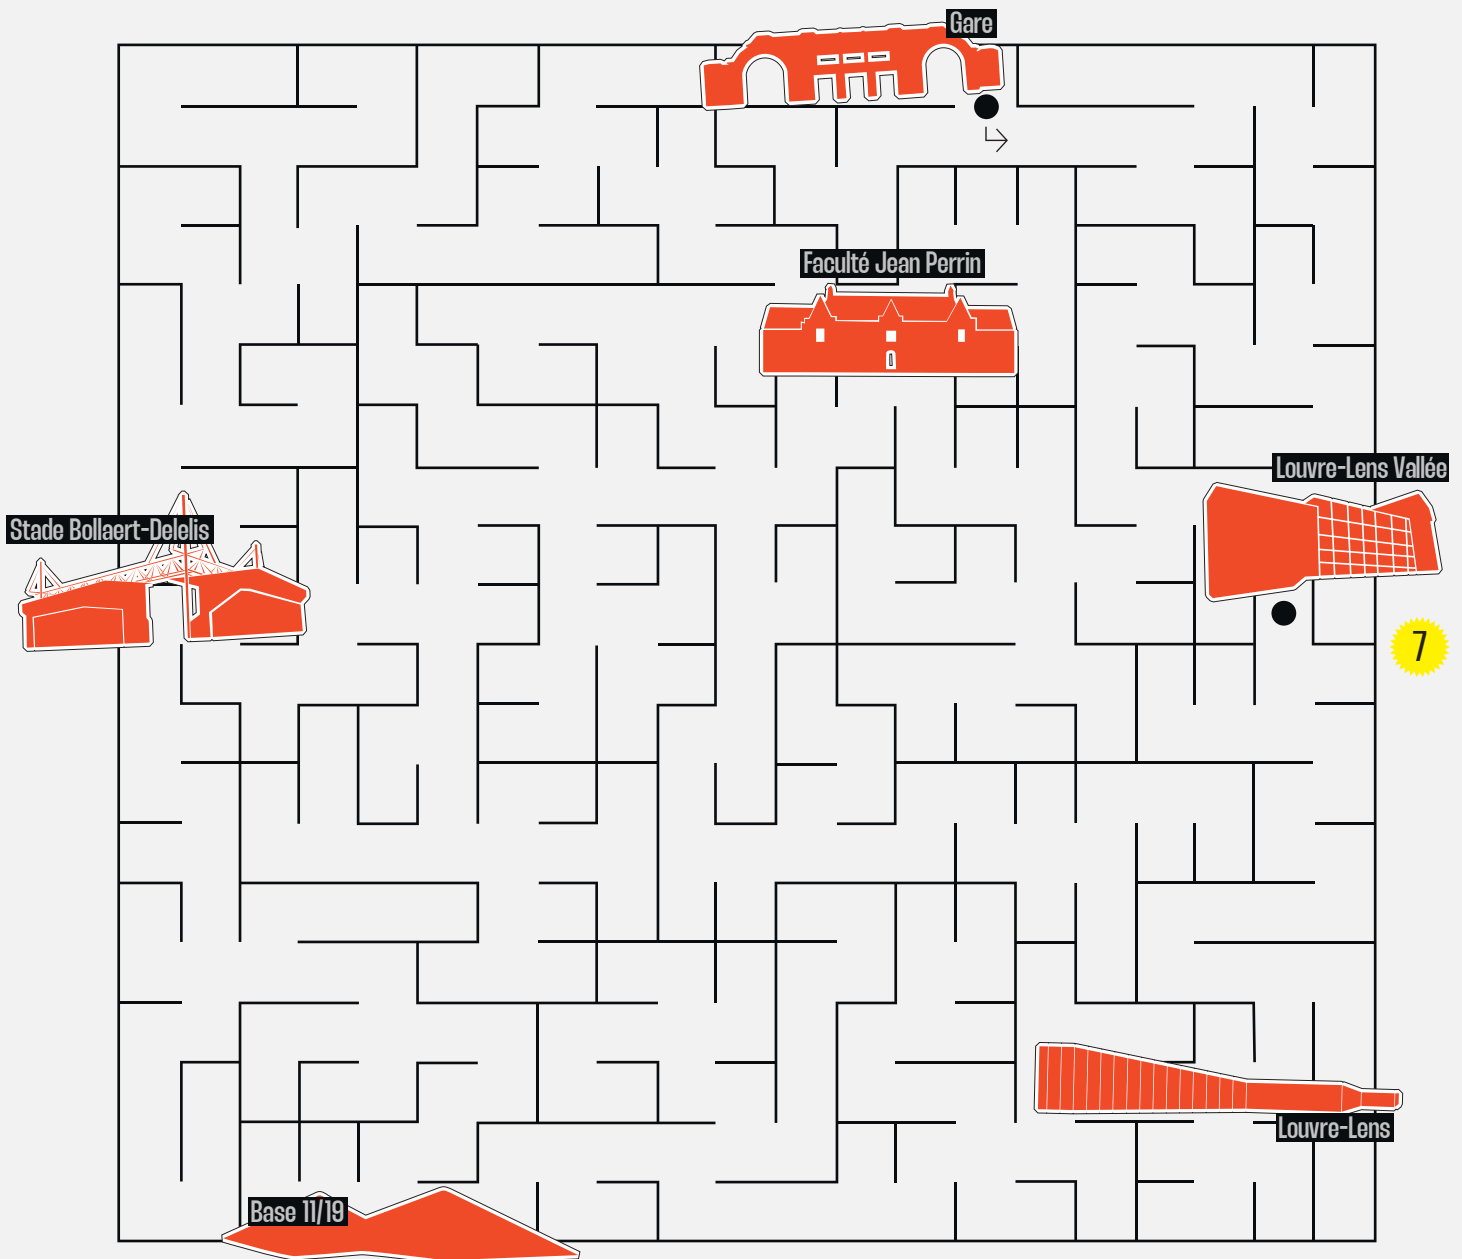 Gare
Faculté Jean Perrin
Louvre-Lens Vallée
Stade Bollaert-Delelis
7
Louvre-Lens
Base 11/19